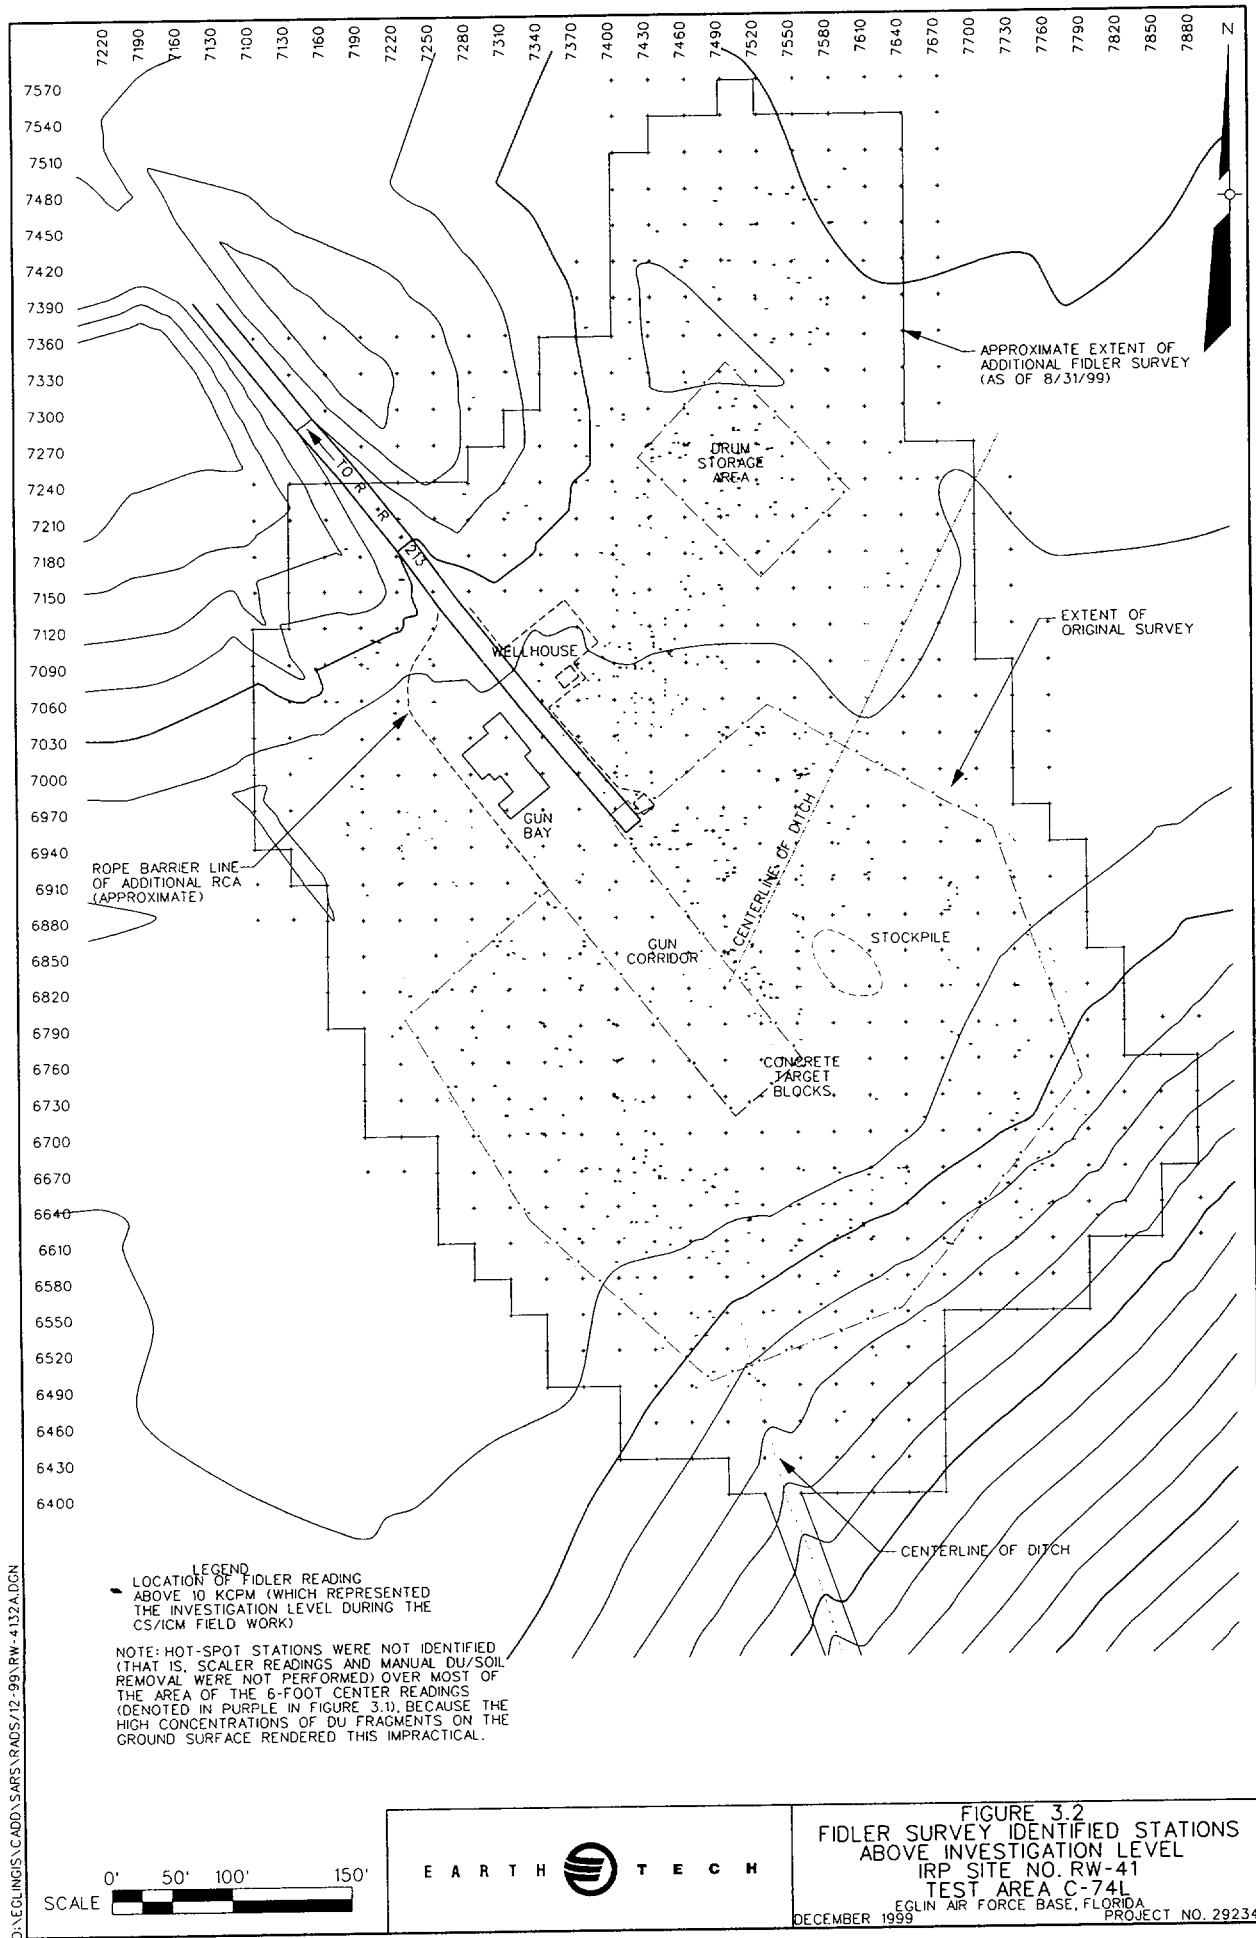 7220 7190 7160 7130 7100 7130 7160 7190 7220 7250 7280 7310 7340 7370 7400 7430 7460 7490 7520 7550 7580 7610 7640 7670 7700 7730 7760 7790 7820 7850 7880
N
7570
7540
7510
7480
7450
7420
7390
7360
7330
7300
7270
7240
7210
7180
7150
7120
7090
7060
7030
7000
6970
6940
6910
6880
6850
6820
6790
6760
6730
6700
6670
6640
6610
6580
6550
6520
6490
6460
6430
6400
APPROXIMATE EXTENT OF
ADDITIONAL FIDLER SURVEY
(AS OF 8/31/99)
DRUM
STORAGE
AREA
TO R R 213
EXTENT OF
ORIGINAL SURVEY
WELLHOUSE
GUN
BAY
CENTERLINE OF DITCH
ROPE BARRIER LINE
OF ADDITIONAL RCA
(APPROXIMATE)
GUN
CORRIDOR
STOCKPILE
CONCRETE
TARGET
BLOCKS
CENTERLINE OF DITCH
LEGEND
LOCATION OF FIDLER READING
ABOVE 10 KCPM (WHICH REPRESENTED
THE INVESTIGATION LEVEL DURING THE
CS/ICM FIELD WORK)
NOTE: HOT-SPOT STATIONS WERE NOT IDENTIFIED
(THAT IS, SCALER READINGS AND MANUAL DU/SOIL
REMOVAL WERE NOT PERFORMED) OVER MOST OF
THE AREA OF THE 6-FOOT CENTER READINGS
(DENOTED IN PURPLE IN FIGURE 3.1), BECAUSE THE
HIGH CONCENTRATIONS OF DU FRAGMENTS ON THE
GROUND SURFACE RENDERED THIS IMPRACTICAL.
D:\EGLINGIS\CADD\SARS\RADS/12-99\RW-4132A.DGN
SCALE 0' 50' 100' 150'
EARTH TECH
FIGURE 3.2
FIDLER SURVEY IDENTIFIED STATIONS
ABOVE INVESTIGATION LEVEL
IRP SITE NO. RW-41
TEST AREA C-74L
EGLIN AIR FORCE BASE, FLORIDA
DECEMBER 1999 PROJECT NO. 29234